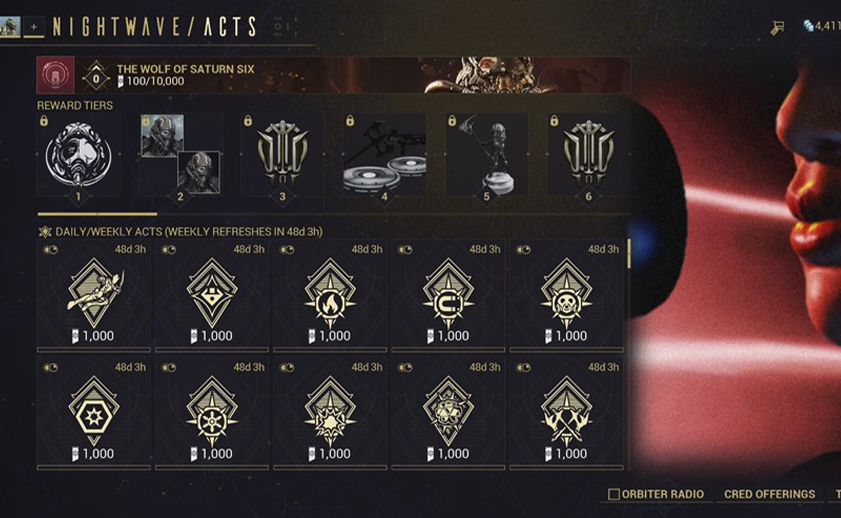 + NIGHTWAVE/ACTS
4,411
0 THE WOLF OF SATURN SIX
100/10,000
REWARD TIERS
1 2 3 4 5 6
DAILY/WEEKLY ACTS (WEEKLY REFRESHES IN 48d 3h)
48d 3h 48d 3h 48d 3h 48d 3h 48d 3h
1,000 1,000 1,000 1,000 1,000
48d 3h 48d 3h 48d 3h 48d 3h 48d 3h
1,000 1,000 1,000 1,000 1,000
ORBITER RADIO CRED OFFERINGS T